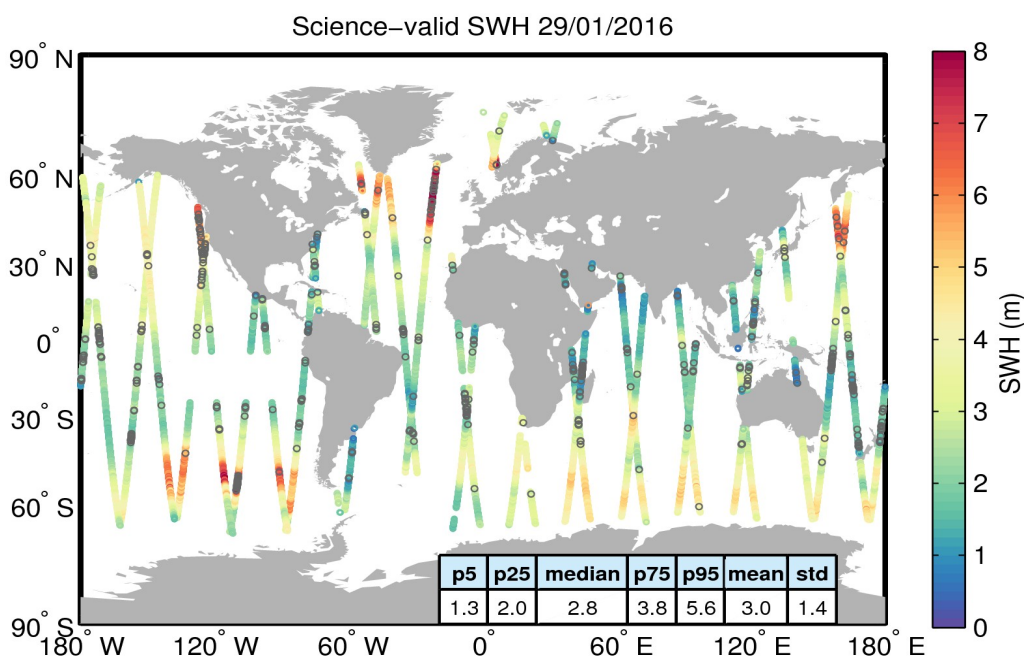 Science−valid SWH 29/01/2016
90° N
60° N
30° N
0°
30° S
60° S
90° S
180° W
120° W
60° W
0°
60° E
120° E
180° E
p5 p25 median p75 p95 mean std
1.3 2.0 2.8 3.8 5.6 3.0 1.4
8
7
6
5
4
3
2
1
0
SWH (m)